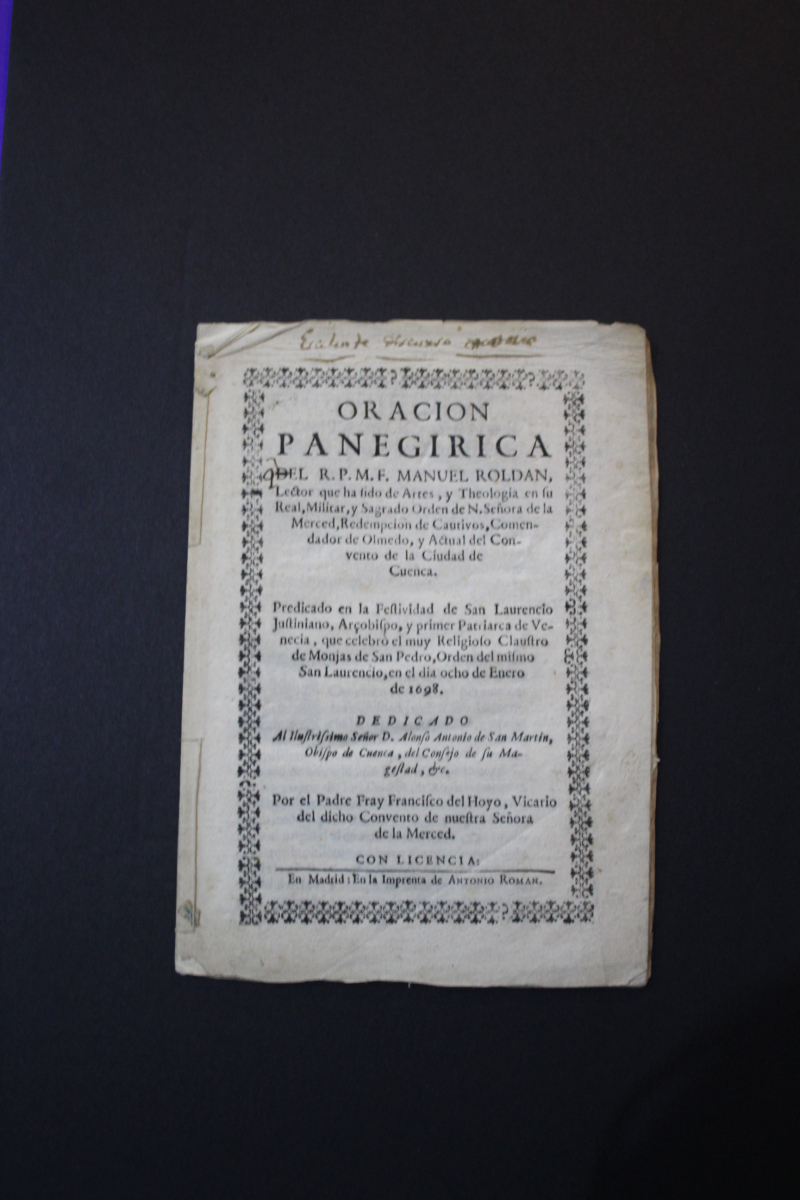 discurso
ORACION
PANEGIRICA
DEL R. P. M. F. MANUEL ROLDAN,
Lector que ha sido de Artes, y Theologia en su
Real, Militar, y Sagrado Orden de N. Señora de la
Merced, Redempcion de Cautivos, Comen-
dador de Olmedo, y Actual del Con-
vento de la Ciudad de
Cuenca.
Predicado en la Festividad de San Laurencio
Justiniano, Arçobispo, y primer Patriarca de Ve-
necia, que celebrò el muy Religioso Claustro
de Monjas de San Pedro, Orden del mismo
San Laurencio, en el dia ocho de Enero
de 1698.
DEDICADO
Al Ilustrissimo Señor D. Alonso Antonio de San Martin,
Obispo de Cuenca, del Consejo de su Ma-
gestad, &c.
Por el Padre Fray Francisco del Hoyo, Vicario
del dicho Convento de nuestra Señora
de la Merced.
CON LICENCIA:
En Madrid: En la Imprenta de ANTONIO ROMAN.